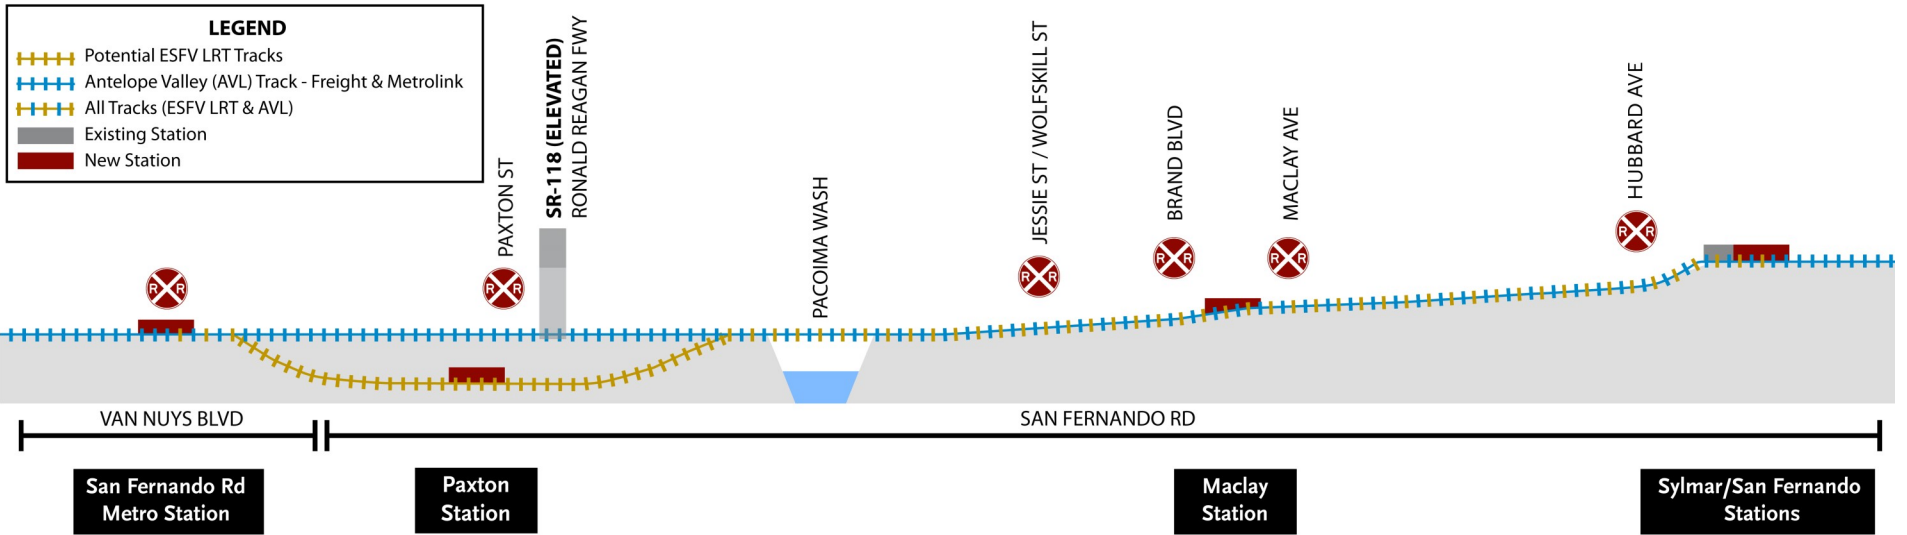 LEGEND
Potential ESFV LRT Tracks
Antelope Valley (AVL) Track - Freight & Metrolink
All Tracks (ESFV LRT & AVL)
Existing Station
New Station
PAXTON ST
SR-118 (ELEVATED)
RONALD REAGAN FWY
PACOIMA WASH
JESSIE ST / WOLFSKILL ST
BRAND BLVD
MACLAY AVE
HUBBARD AVE
R R
R R
R R
R R
R R
R R
VAN NUYS BLVD
SAN FERNANDO RD
San Fernando Rd
Metro Station
Paxton
Station
Maclay
Station
Sylmar/San Fernando
Stations